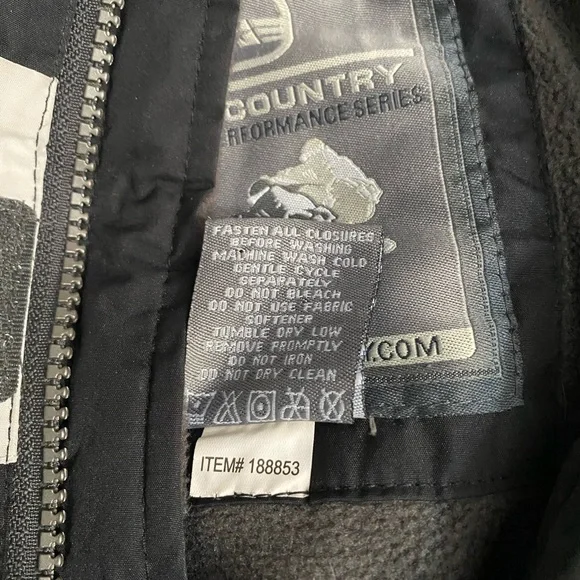 COUNTRY
RFORMANCE SERIES
FASTEN ALL CLOSURES
BEFORE WASHING
MACHINE WASH COLD
GENTLE CYCLE
SEPARATELY
DO NOT BLEACH
DO NOT USE FABRIC
SOFTENER
TUMBLE DRY LOW
REMOVE PROMPTLY
DO NOT IRON
DO NOT DRY CLEAN
Y.COM
ITEM# 188853